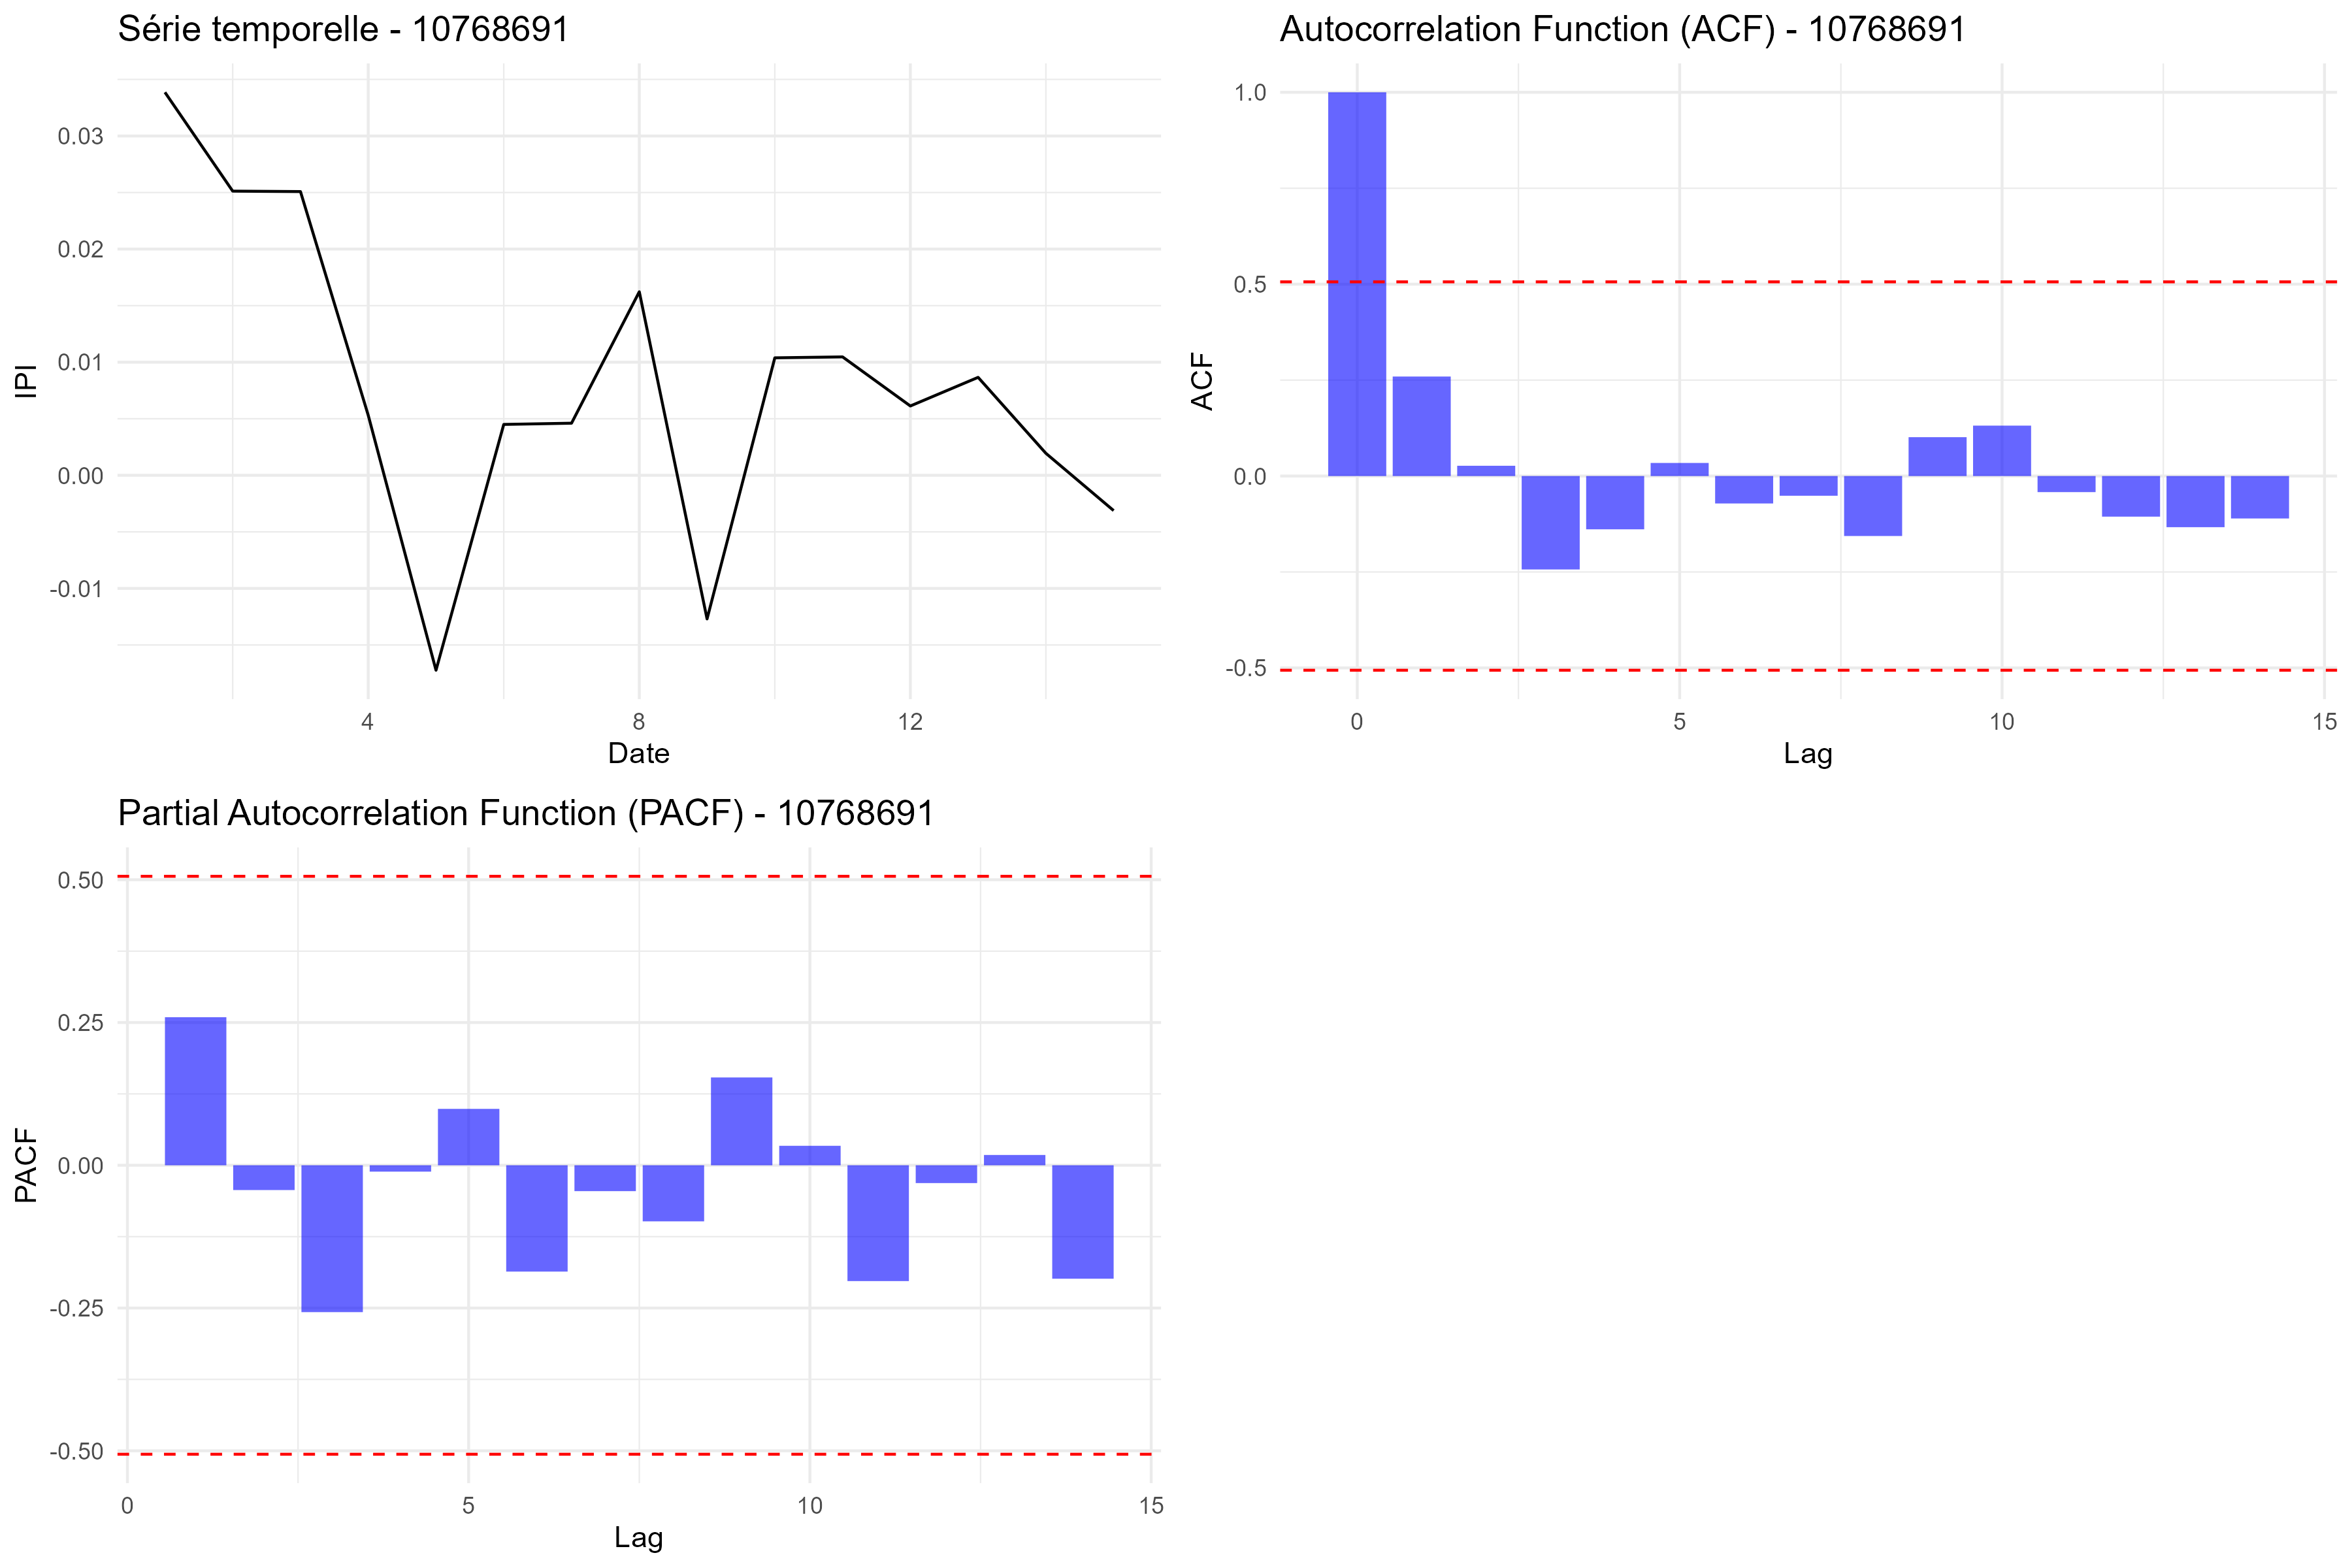 Série temporelle - 10768691
IPI
0.03
0.02
0.01
0.00
-0.01
4
8
12
Date
Autocorrelation Function (ACF) - 10768691
ACF
1.0
0.5
0.0
-0.5
0
5
10
15
Lag
Partial Autocorrelation Function (PACF) - 10768691
PACF
0.50
0.25
0.00
-0.25
-0.50
0
5
10
15
Lag